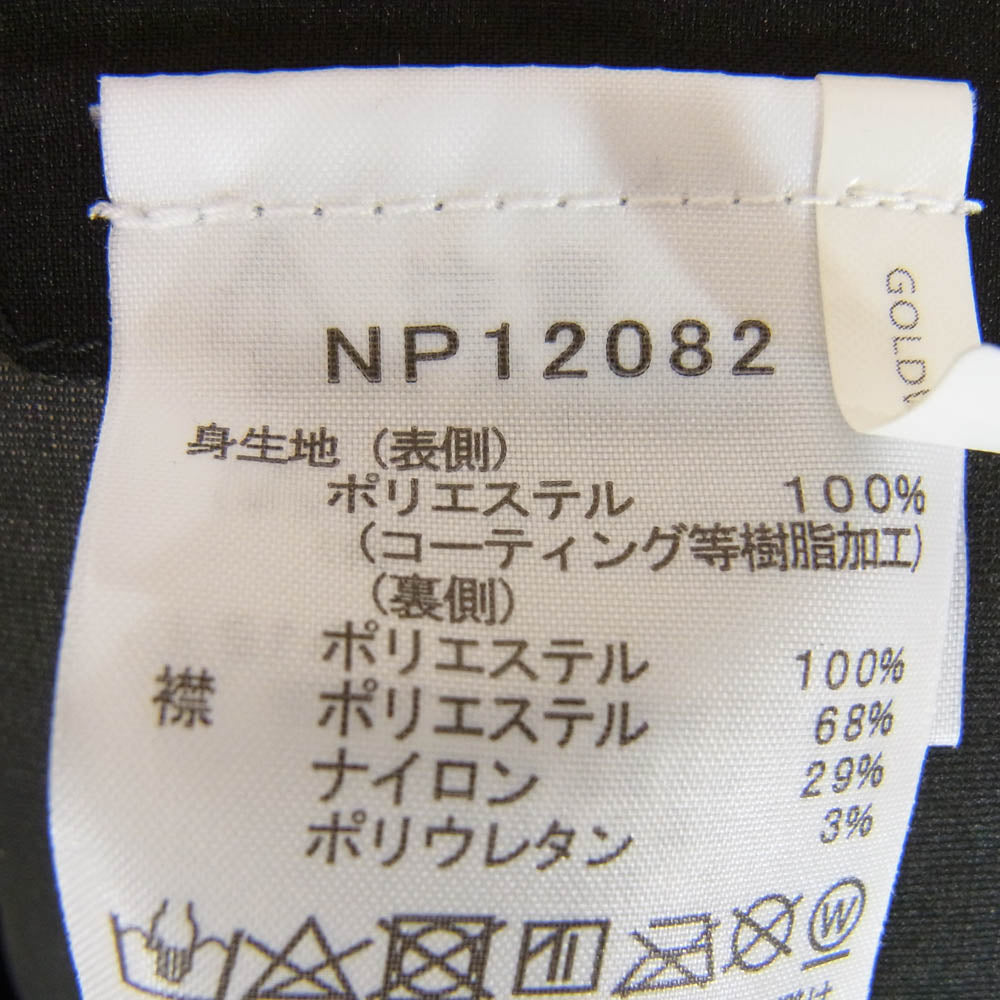 NP12082
GOLD
身生地 (表側)
ポリエステル 100%
(コーティング等樹脂加工)
(裏側)
ポリエステル 100%
襟 ポリエステル 68%
ナイロン 29%
ポリウレタン 3%
W